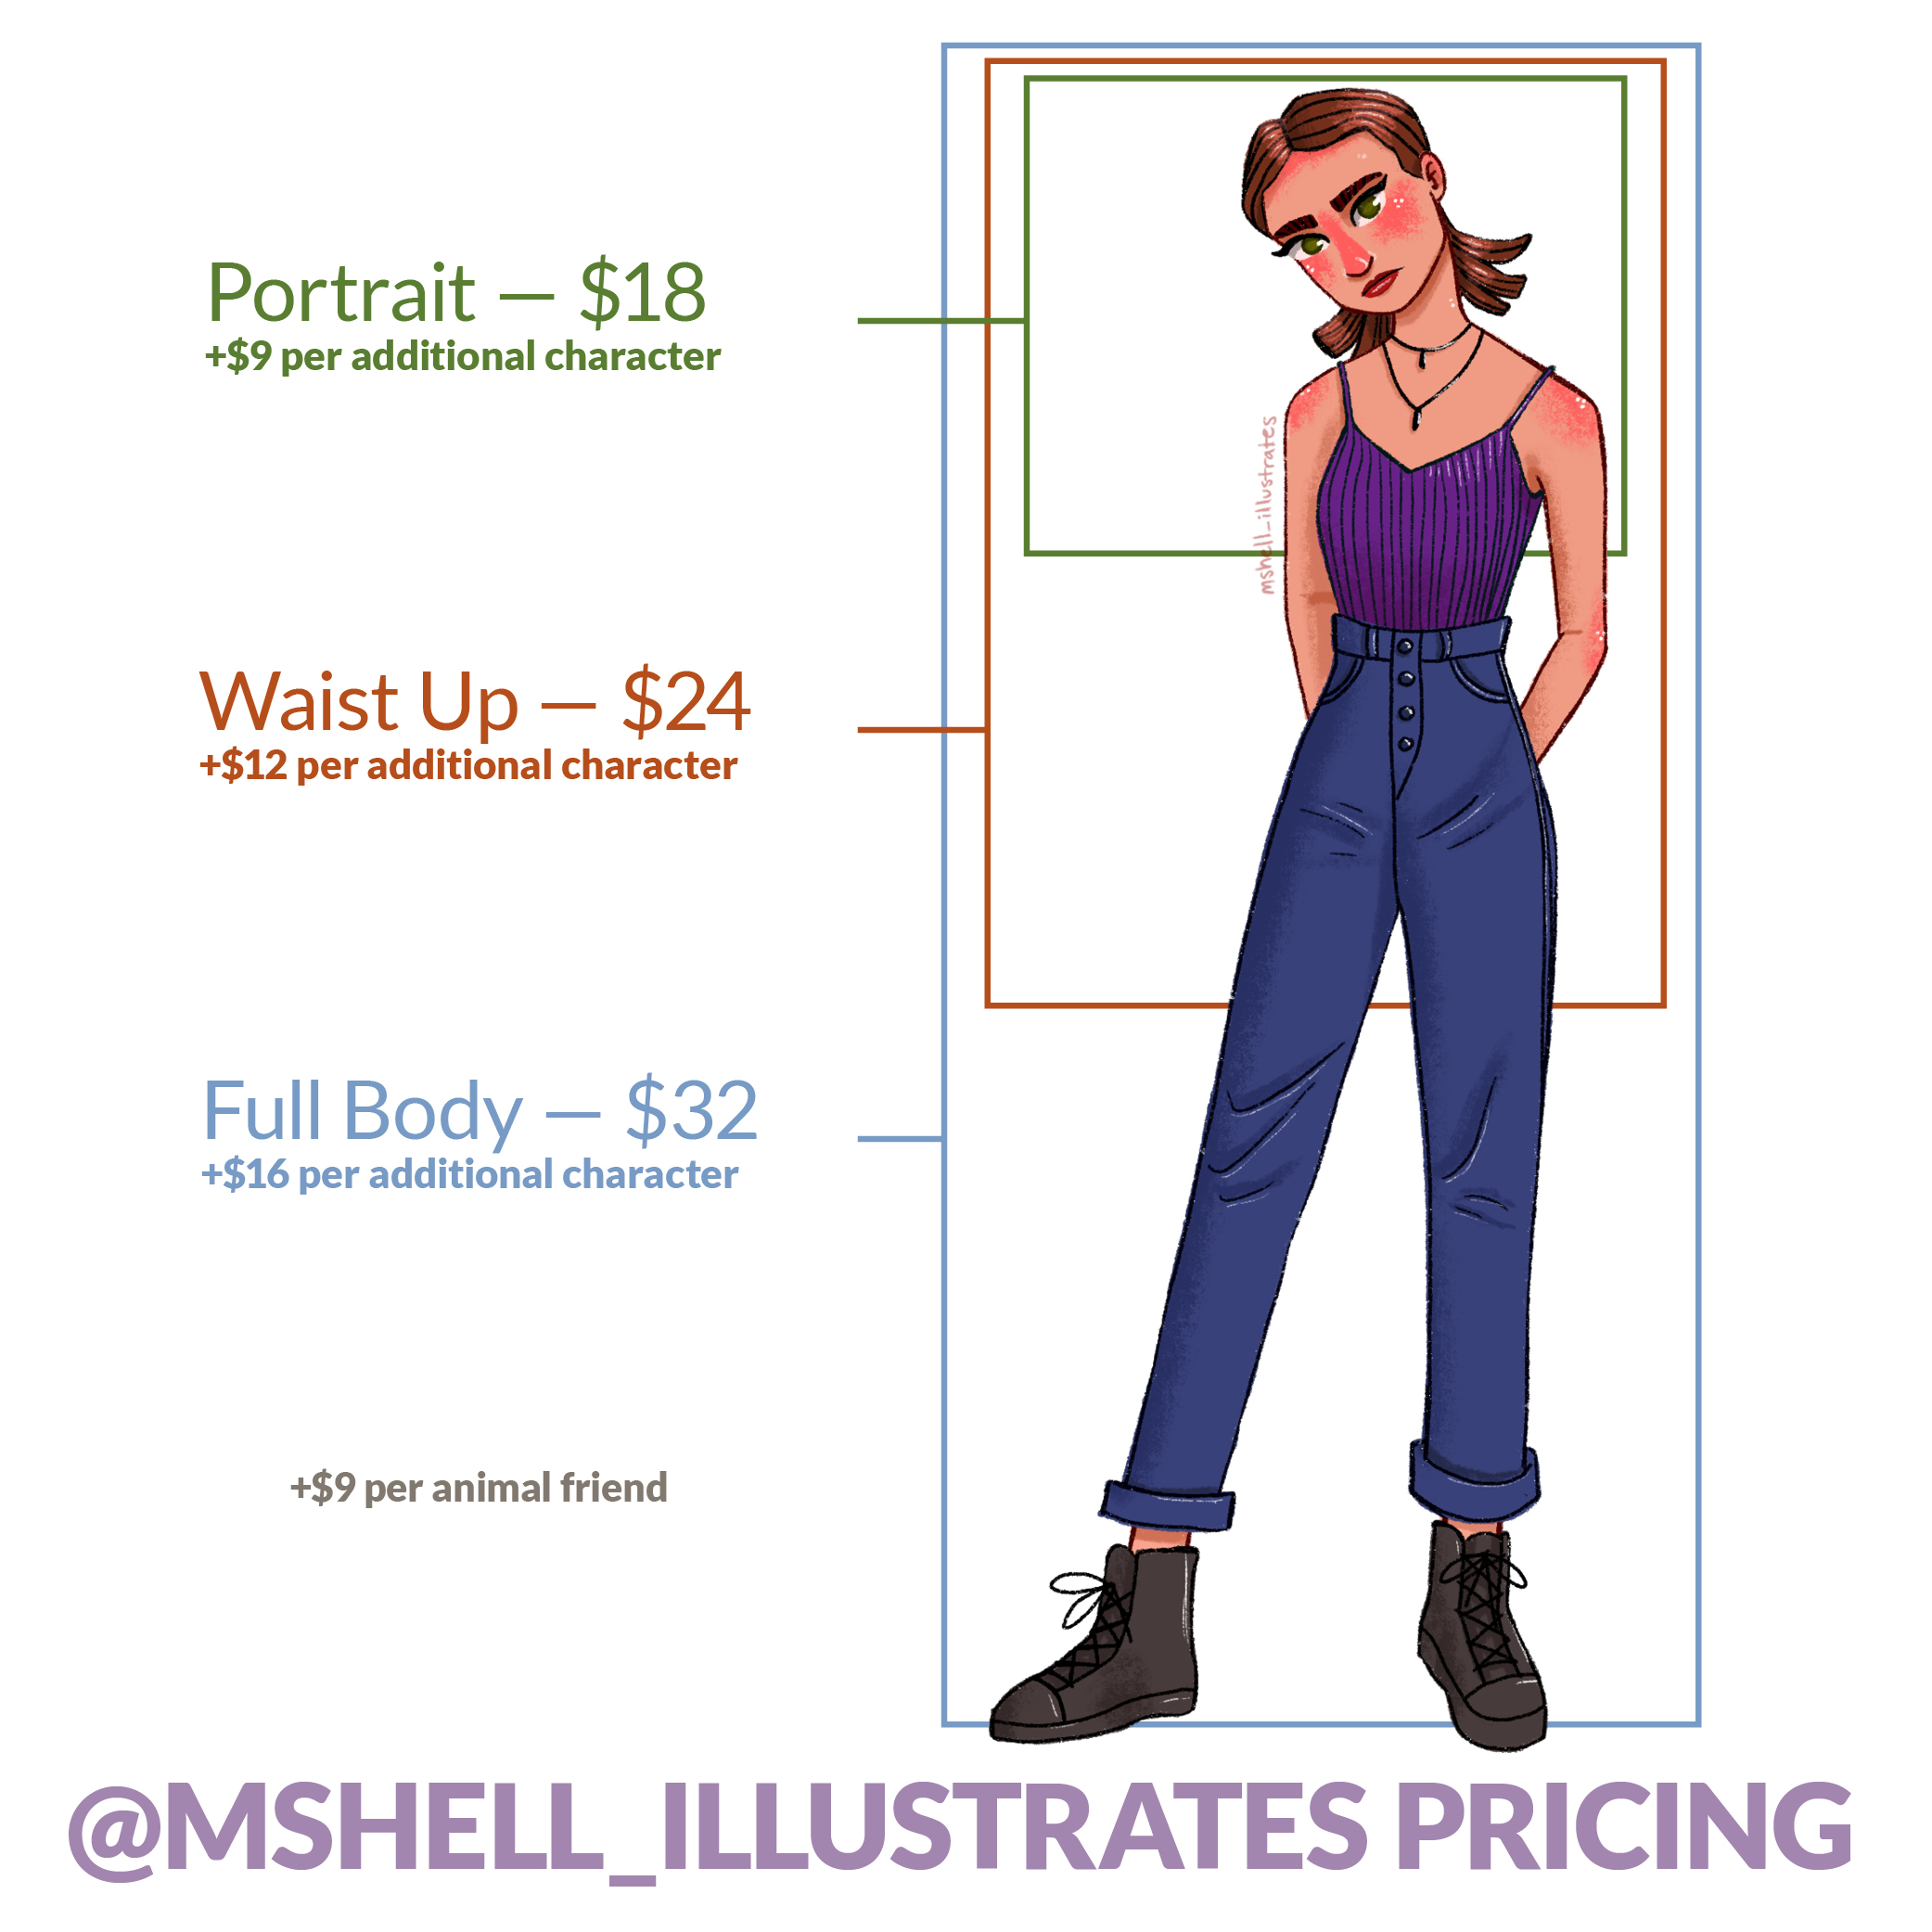 Portrait — $18
+$9 per additional character
mshell_illustrates
Waist Up — $24
+$12 per additional character
Full Body — $32
+$16 per additional character
+$9 per animal friend
@MSHELL_ILLUSTRATES PRICING